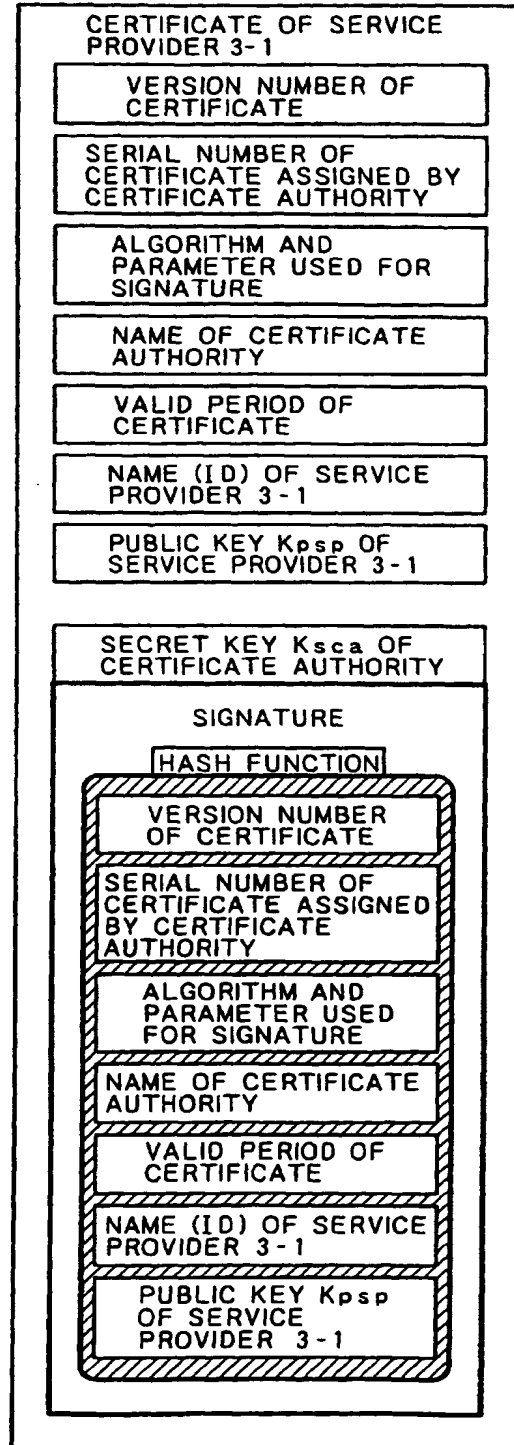 CERTIFICATE OF SERVICE
PROVIDER 3-1
VERSION NUMBER OF
CERTIFICATE
SERIAL NUMBER OF
CERTIFICATE ASSIGNED BY
CERTIFICATE AUTHORITY
ALGORITHM AND
PARAMETER USED FOR
SIGNATURE
NAME OF CERTIFICATE
AUTHORITY
VALID PERIOD OF
CERTIFICATE
NAME (ID) OF SERVICE
PROVIDER 3-1
PUBLIC KEY Kpsp OF
SERVICE PROVIDER 3-1
SECRET KEY Ksca OF
CERTIFICATE AUTHORITY
SIGNATURE
HASH FUNCTION
VERSION NUMBER
OF CERTIFICATE
SERIAL NUMBER OF
CERTIFICATE ASSIGNED
BY CERTIFICATE
AUTHORITY
ALGORITHM AND
PARAMETER USED
FOR SIGNATURE
NAME OF CERTIFICATE
AUTHORITY
VALID PERIOD OF
CERTIFICATE
NAME (ID) OF SERVICE
PROVIDER 3-1
PUBLIC KEY Kpsp
OF SERVICE
PROVIDER 3-1